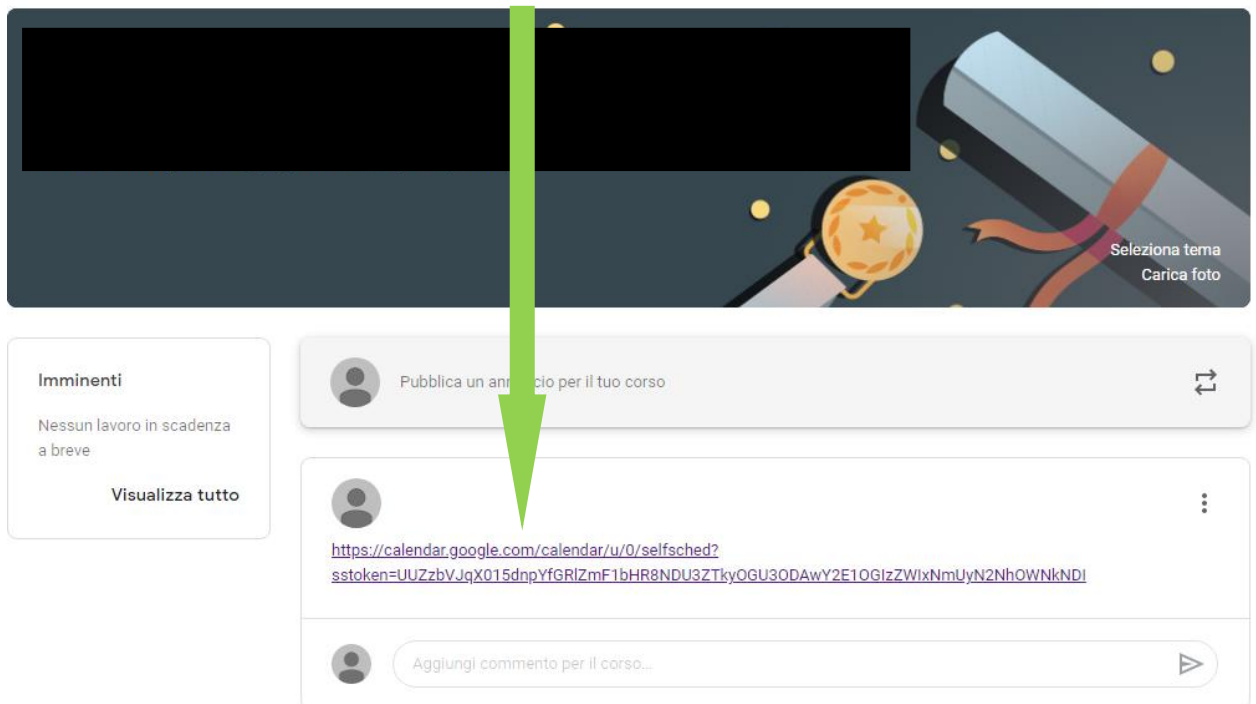 Seleziona tema
Carica foto
Imminenti
Nessun lavoro in scadenza
a breve
Visualizza tutto
Pubblica un cio per il tuo corso
https://calendar.google.com/calendar/u/0/selfsched?
sstoken=UUZzbVJqX015dnpYfGRlZmF1bHR8NDU3ZTkyOGU3ODAwY2E1OGIzZWIxNmUyN2NhOWNkNDI
Aggiungi commento per il corso...